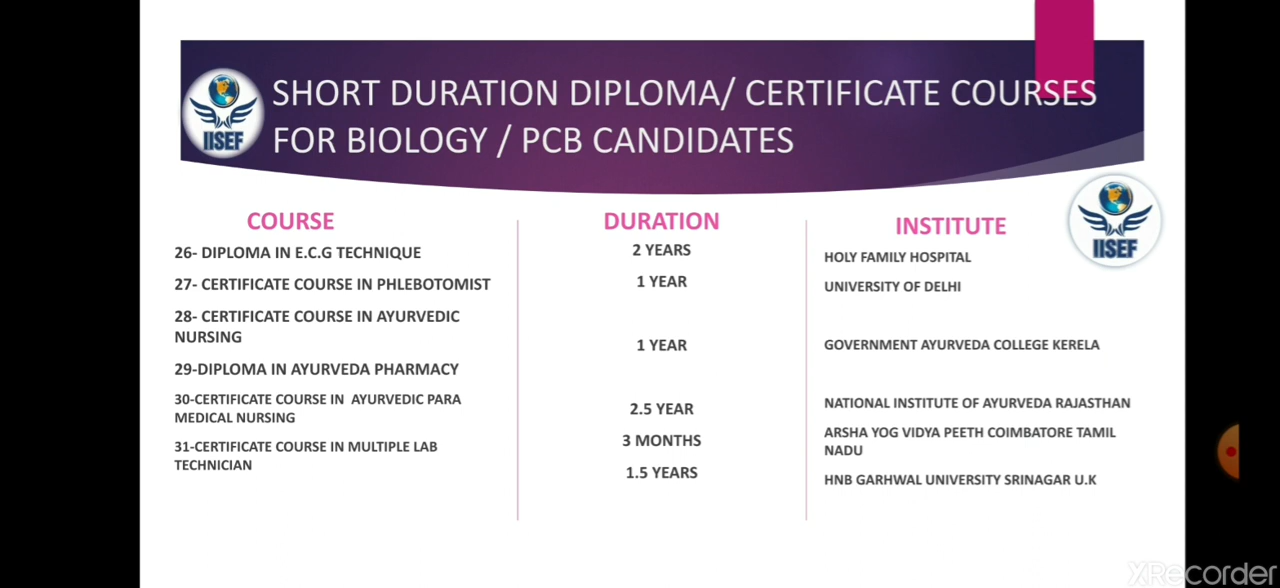 SHORT DURATION DIPLOMA/ CERTIFICATE COURSES
FOR BIOLOGY / PCB CANDIDATES
IISEF
IISEF
COURSE
26- DIPLOMA IN E.C.G TECHNIQUE
27- CERTIFICATE COURSE IN PHLEBOTOMIST
28- CERTIFICATE COURSE IN AYURVEDIC
NURSING
29-DIPLOMA IN AYURVEDA PHARMACY
30-CERTIFICATE COURSE IN AYURVEDIC PARA
MEDICAL NURSING
31-CERTIFICATE COURSE IN MULTIPLE LAB
TECHNICIAN
DURATION
2 YEARS
1 YEAR
1 YEAR
2.5 YEAR
3 MONTHS
1.5 YEARS
INSTITUTE
HOLY FAMILY HOSPITAL
UNIVERSITY OF DELHI
GOVERNMENT AYURVEDA COLLEGE KERELA
NATIONAL INSTITUTE OF AYURVEDA RAJASTHAN
ARSHA YOG VIDYA PEETH COIMBATORE TAMIL
NADU
HNB GARHWAL UNIVERSITY SRINAGAR U.K
XRecorder